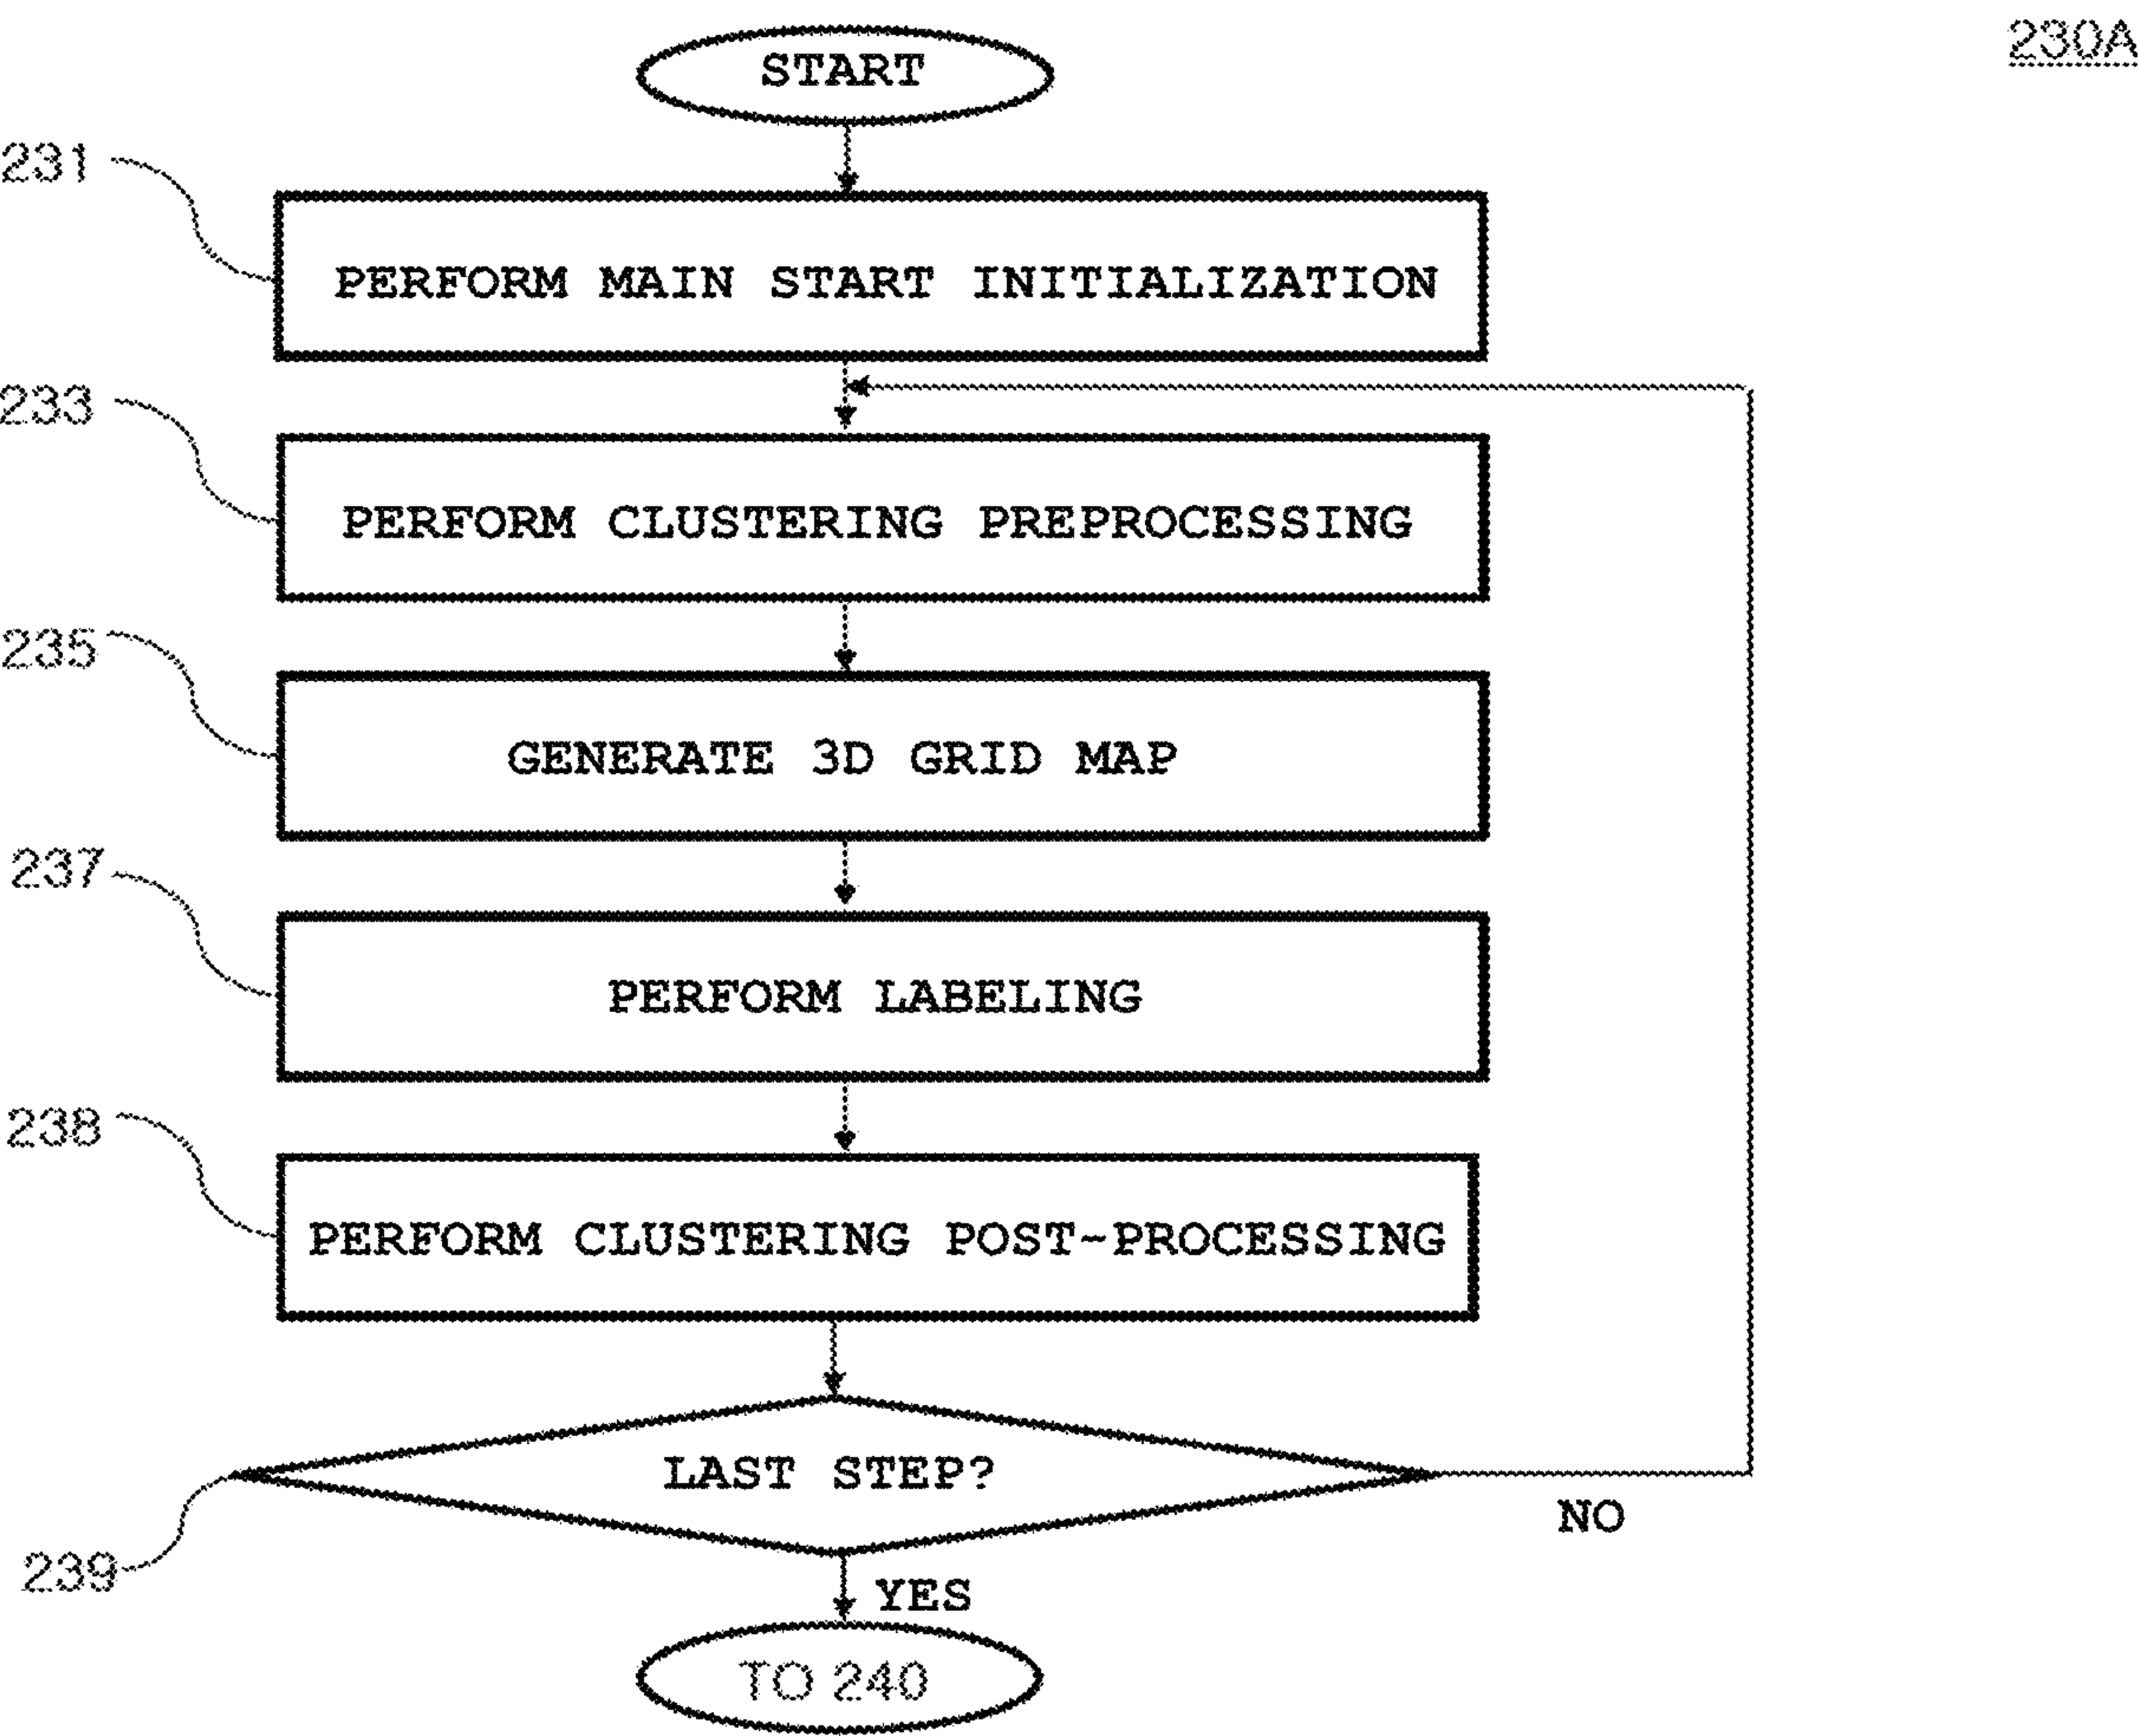 230A
START
231
PERFORM MAIN START INITIALIZATION
233
PERFORM CLUSTERING PREPROCESSING
235
GENERATE 3D GRID MAP
237
PERFORM LABELING
238
PERFORM CLUSTERING POST-PROCESSING
LAST STEP?
NO
239
YES
TO 240